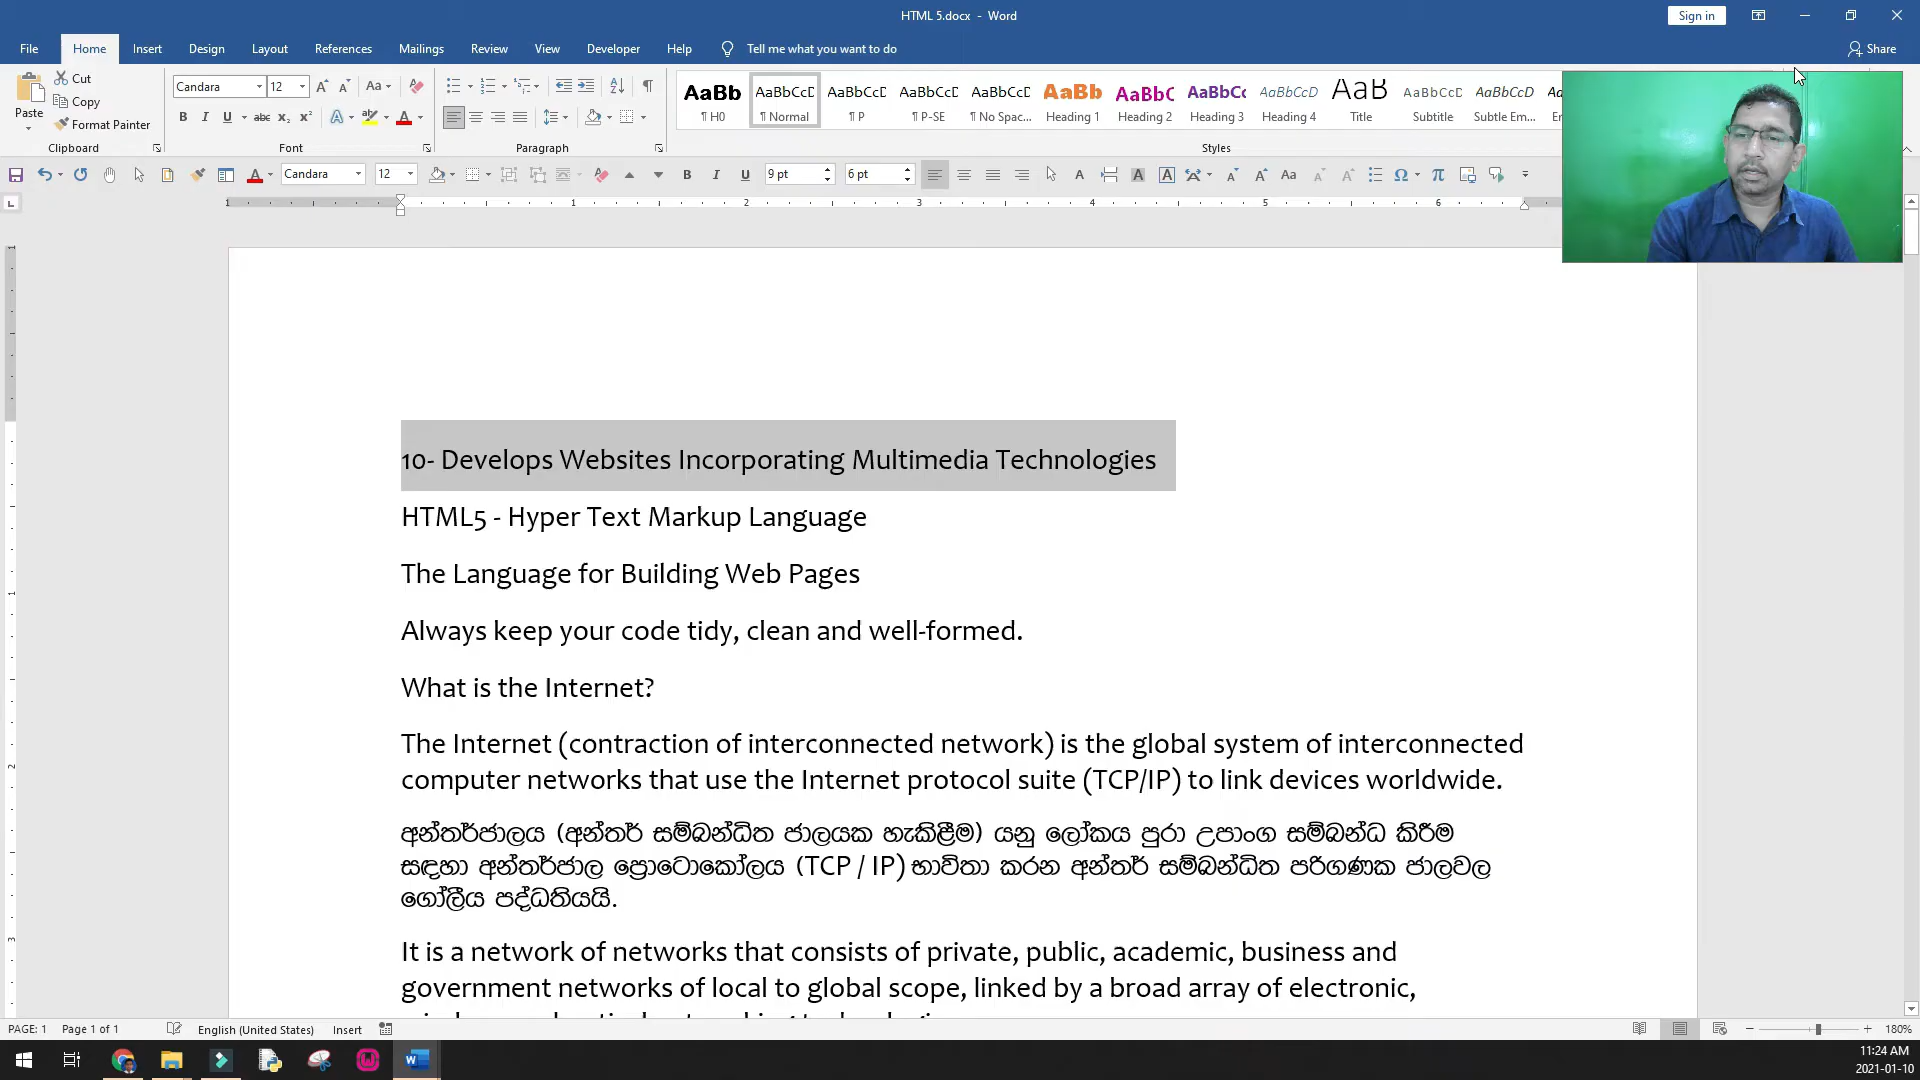 HTML 5.docx - Word
Sign in
File Home Insert Design Layout References Mailings Review View Developer Help Tell me what you want to do Share
Paste Cut Copy Format Painter
Candara 12
AaBb AaBbCcD AaBbCcD AaBbCcD AaBbCcD AaBb AaBbC AaBbCc AaBbCcD AaB AaBbCcD AaBbCcD
¶ H0 ¶ Normal ¶ P ¶ P-SE ¶ No Spac... Heading 1 Heading 2 Heading 3 Heading 4 Title Subtitle Subtle Em...
Clipboard Font Paragraph Styles
Candara 12 9 pt 6 pt
10- Develops Websites Incorporating Multimedia Technologies
HTML5 - Hyper Text Markup Language
The Language for Building Web Pages
Always keep your code tidy, clean and well-formed.
What is the Internet?
The Internet (contraction of interconnected network) is the global system of interconnected
computer networks that use the Internet protocol suite (TCP/IP) to link devices worldwide.
අන්තර්ජාලය (අන්තර් සම්බන්ධිත ජාලයක හැකිළීම) යනු ලෝකය පුරා උපාංග සම්බන්ධ කිරීම
සඳහා අන්තර්ජාල ප්‍රොටොකෝලය (TCP / IP) භාවිතා කරන අන්තර් සම්බන්ධිත පරිගණක ජාලවල
ගෝලීය පද්ධතියයි.
It is a network of networks that consists of private, public, academic, business and
government networks of local to global scope, linked by a broad array of electronic,
PAGE: 1 Page 1 of 1 English (United States) Insert 180%
11:24 AM
2021-01-10